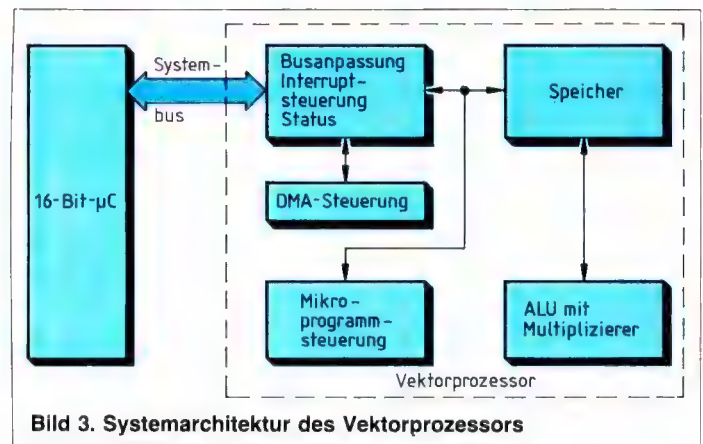 16-Bit-µC
System-
bus
Busanpassung
Interrupt-
steuerung
Status
Speicher
DMA-Steuerung
Mikro-
programm-
steuerung
ALU mit
Multiplizierer
Vektorprozessor
Bild 3. Systemarchitektur des Vektorprozessors